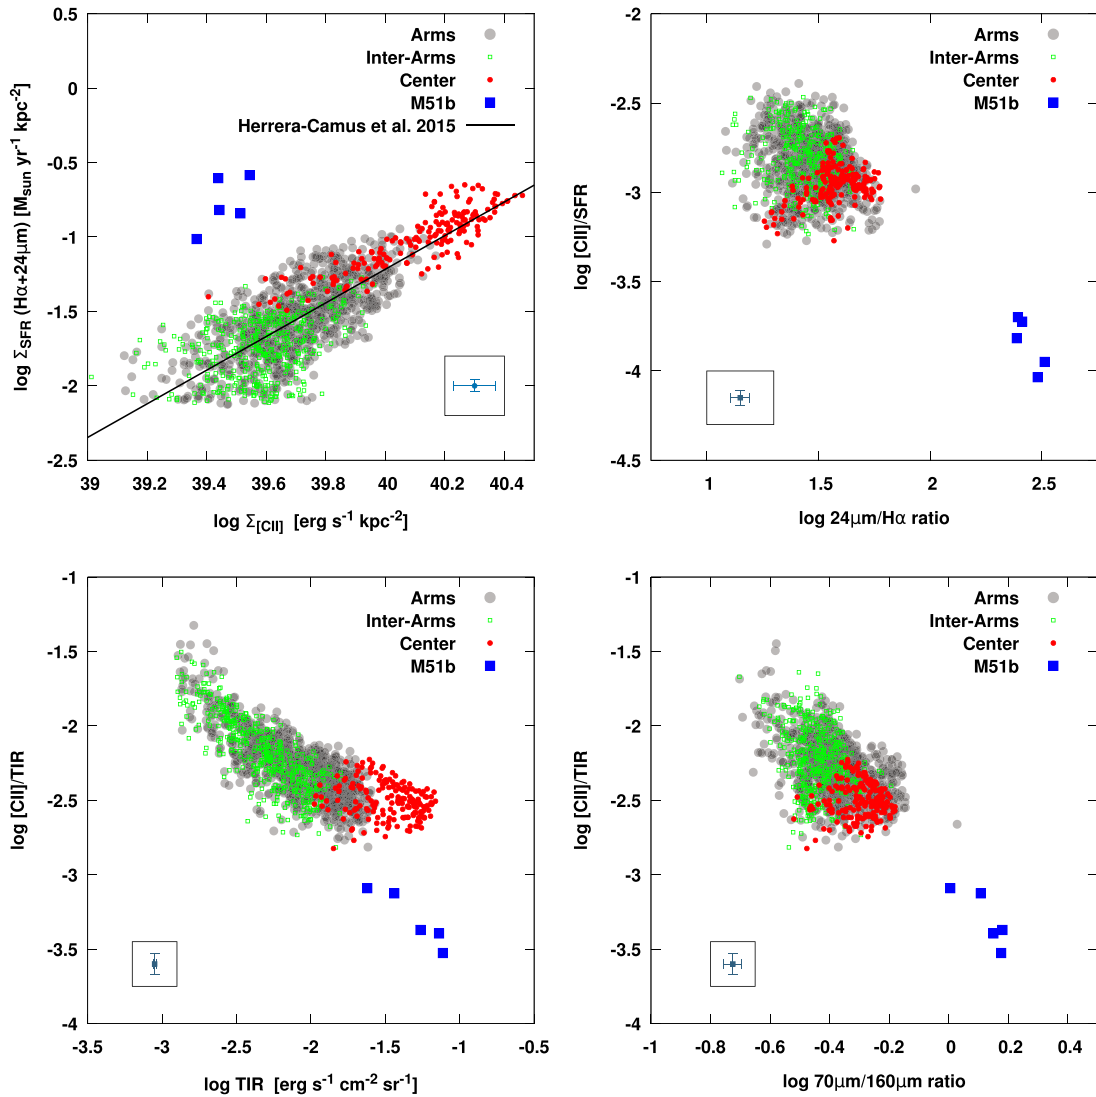 0.5
0
-0.5
-1
-1.5
-2
-2.5
39 39.2 39.4 39.6 39.8 40 40.2 40.4
log Σ_SFR (Hα+24μm) [M_sun yr^-1 kpc^-2]
log Σ_[CII] [erg s^-1 kpc^-2]
Arms
Inter-Arms
Center
M51b
Herrera-Camus et al. 2015
-2
-2.5
-3
-3.5
-4
-4.5
1 1.5 2 2.5
log [CII]/SFR
log 24μm/Hα ratio
Arms
Inter-Arms
Center
M51b
-1
-1.5
-2
-2.5
-3
-3.5
-4
-3.5 -3 -2.5 -2 -1.5 -1 -0.5
log [CII]/TIR
log TIR [erg s^-1 cm^-2 sr^-1]
Arms
Inter-Arms
Center
M51b
-1
-1.5
-2
-2.5
-3
-3.5
-4
-1 -0.8 -0.6 -0.4 -0.2 0 0.2 0.4
log [CII]/TIR
log 70μm/160μm ratio
Arms
Inter-Arms
Center
M51b